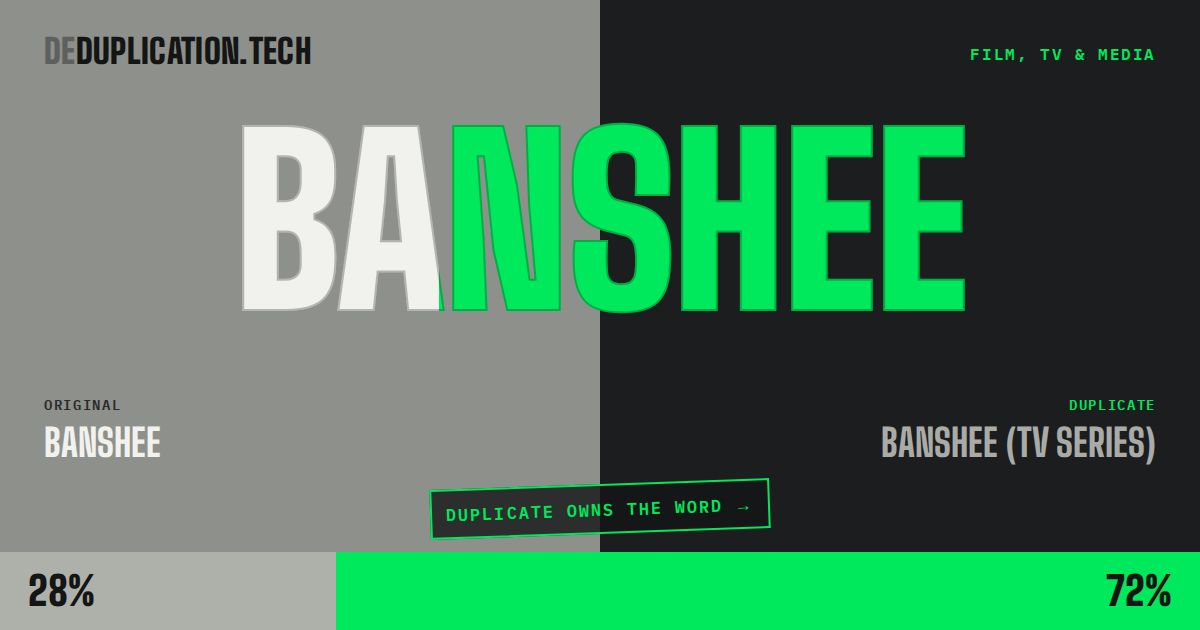 DEDUPLICATION.TECH
FILM, TV & MEDIA
BANSHEE
ORIGINAL
BANSHEE
DUPLICATE
BANSHEE (TV SERIES)
DUPLICATE OWNS THE WORD →
28%
72%